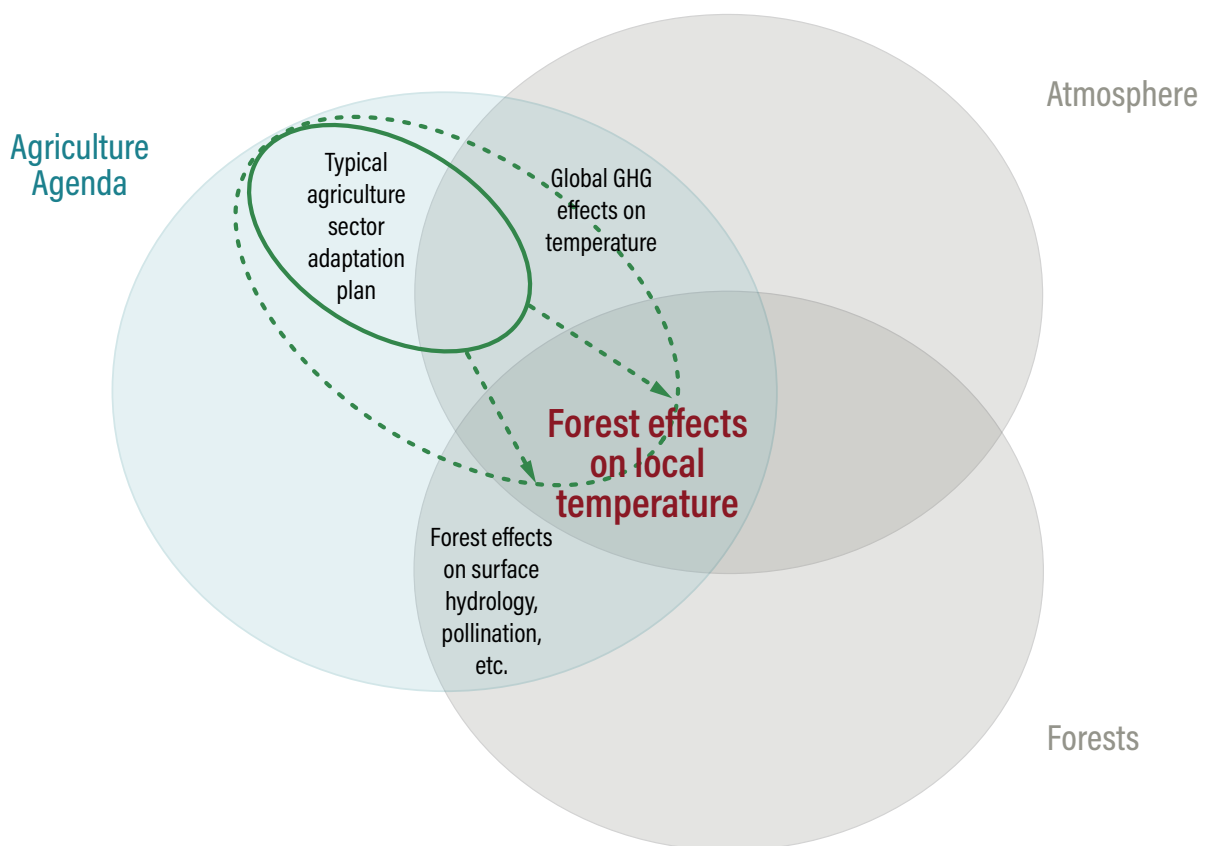 Atmosphere
Agriculture
Agenda
Typical
agriculture
sector
adaptation
plan
Global GHG
effects on
temperature
Forest effects
on local
temperature
Forest effects
on surface
hydrology,
pollination,
etc.
Forests